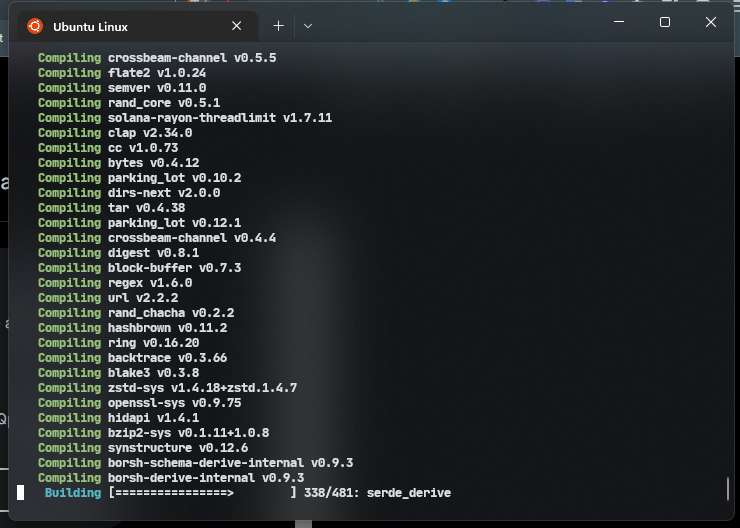 Ubuntu Linux
Compiling crossbeam-channel v0.5.5
Compiling flate2 v1.0.24
Compiling semver v0.11.0
Compiling rand_core v0.5.1
Compiling solana-rayon-threadlimit v1.7.11
Compiling clap v2.34.0
Compiling cc v1.0.73
Compiling bytes v0.4.12
Compiling parking_lot v0.10.2
Compiling dirs-next v2.0.0
Compiling tar v0.4.38
Compiling parking_lot v0.12.1
Compiling crossbeam-channel v0.4.4
Compiling digest v0.8.1
Compiling block-buffer v0.7.3
Compiling regex v1.6.0
Compiling url v2.2.2
Compiling rand_chacha v0.2.2
Compiling hashbrown v0.11.2
Compiling ring v0.16.20
Compiling backtrace v0.3.66
Compiling blake3 v0.3.8
Compiling zstd-sys v1.4.18+zstd.1.4.7
Compiling openssl-sys v0.9.75
Compiling hidapi v1.4.1
Compiling bzip2-sys v0.1.11+1.0.8
Compiling synstructure v0.12.6
Compiling borsh-schema-derive-internal v0.9.3
Compiling borsh-derive-internal v0.9.3
Building [================>         ] 338/481: serde_derive